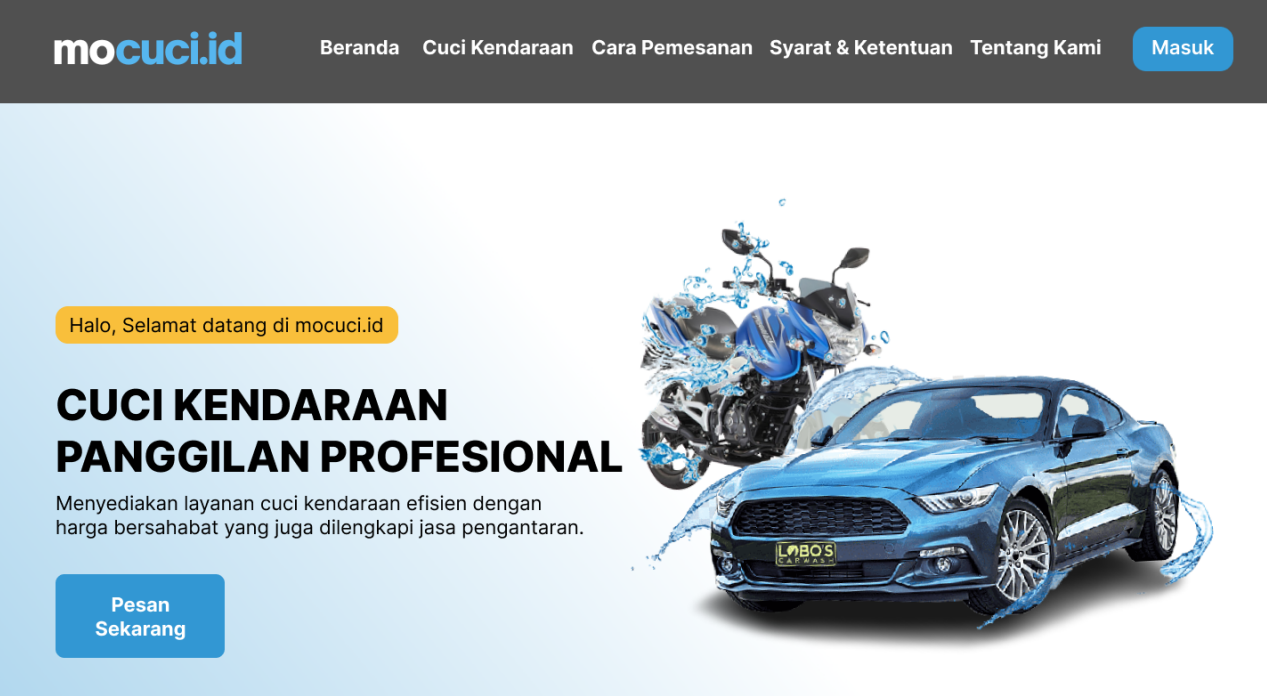 mocuci.id
Beranda Cuci Kendaraan Cara Pemesanan Syarat & Ketentuan Tentang Kami Masuk
Halo, Selamat datang di mocuci.id
CUCI KENDARAAN
PANGGILAN PROFESIONAL
Menyediakan layanan cuci kendaraan efisien dengan
harga bersahabat yang juga dilengkapi jasa pengantaran.
Pesan
Sekarang
LOBO'S
CARWASH